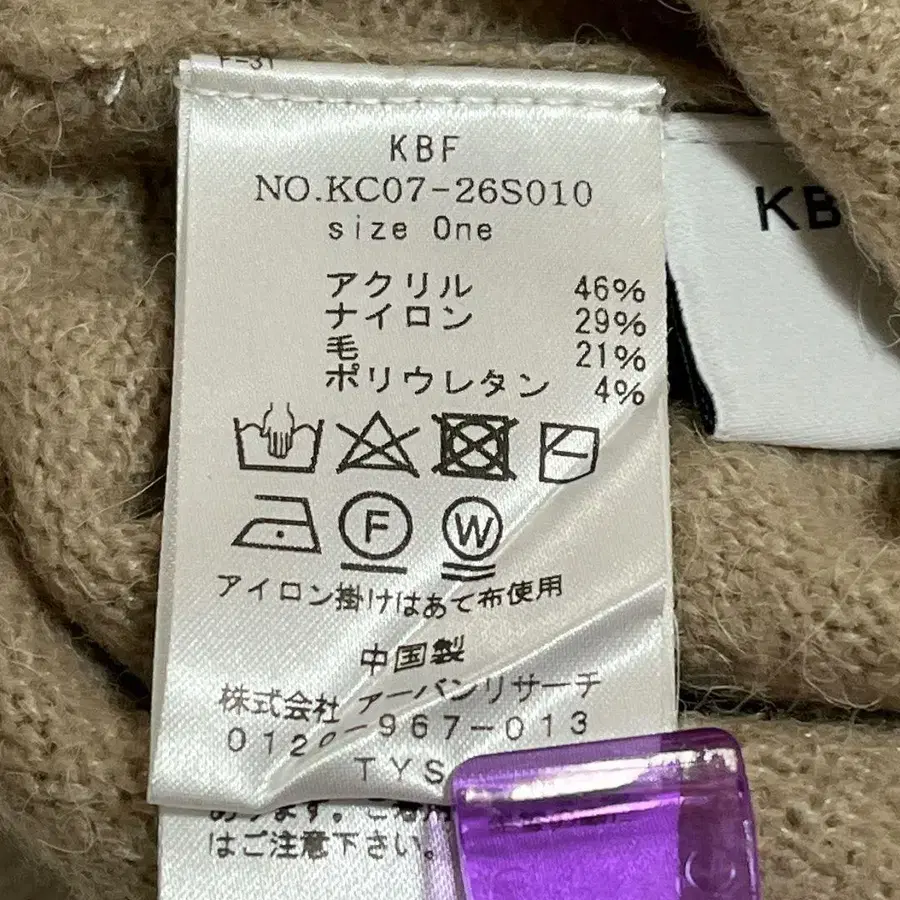 F-31
KBF
NO.KC07-26S010
size One
アクリル 46%
ナイロン 29%
毛 21%
ポリウレタン 4%
F W
アイロン掛けはあて布使用
中国製
株式会社 アーバンリサーチ
0120-967-013
TYS
はご注意下さい。
KB